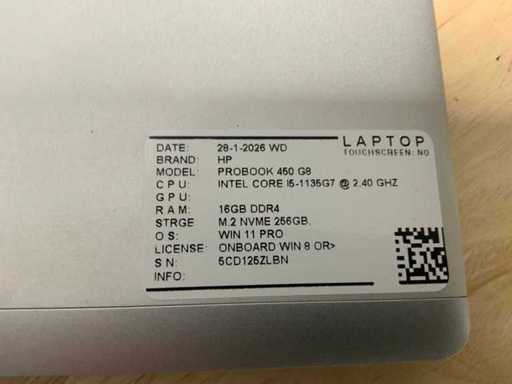 LAPTOP
TOUCHSCREEN: NO
DATE: 28-1-2026 WD
BRAND: HP
MODEL: PROBOOK 450 G8
CPU: INTEL CORE I5-1135G7 @ 2.40 GHZ
GPU:
RAM: 16GB DDR4
STRGE M.2 NVME 256GB,
OS: WIN 11 PRO
LICENSE: ONBOARD WIN 8 OR>
SN: 5CD125ZLBN
INFO: